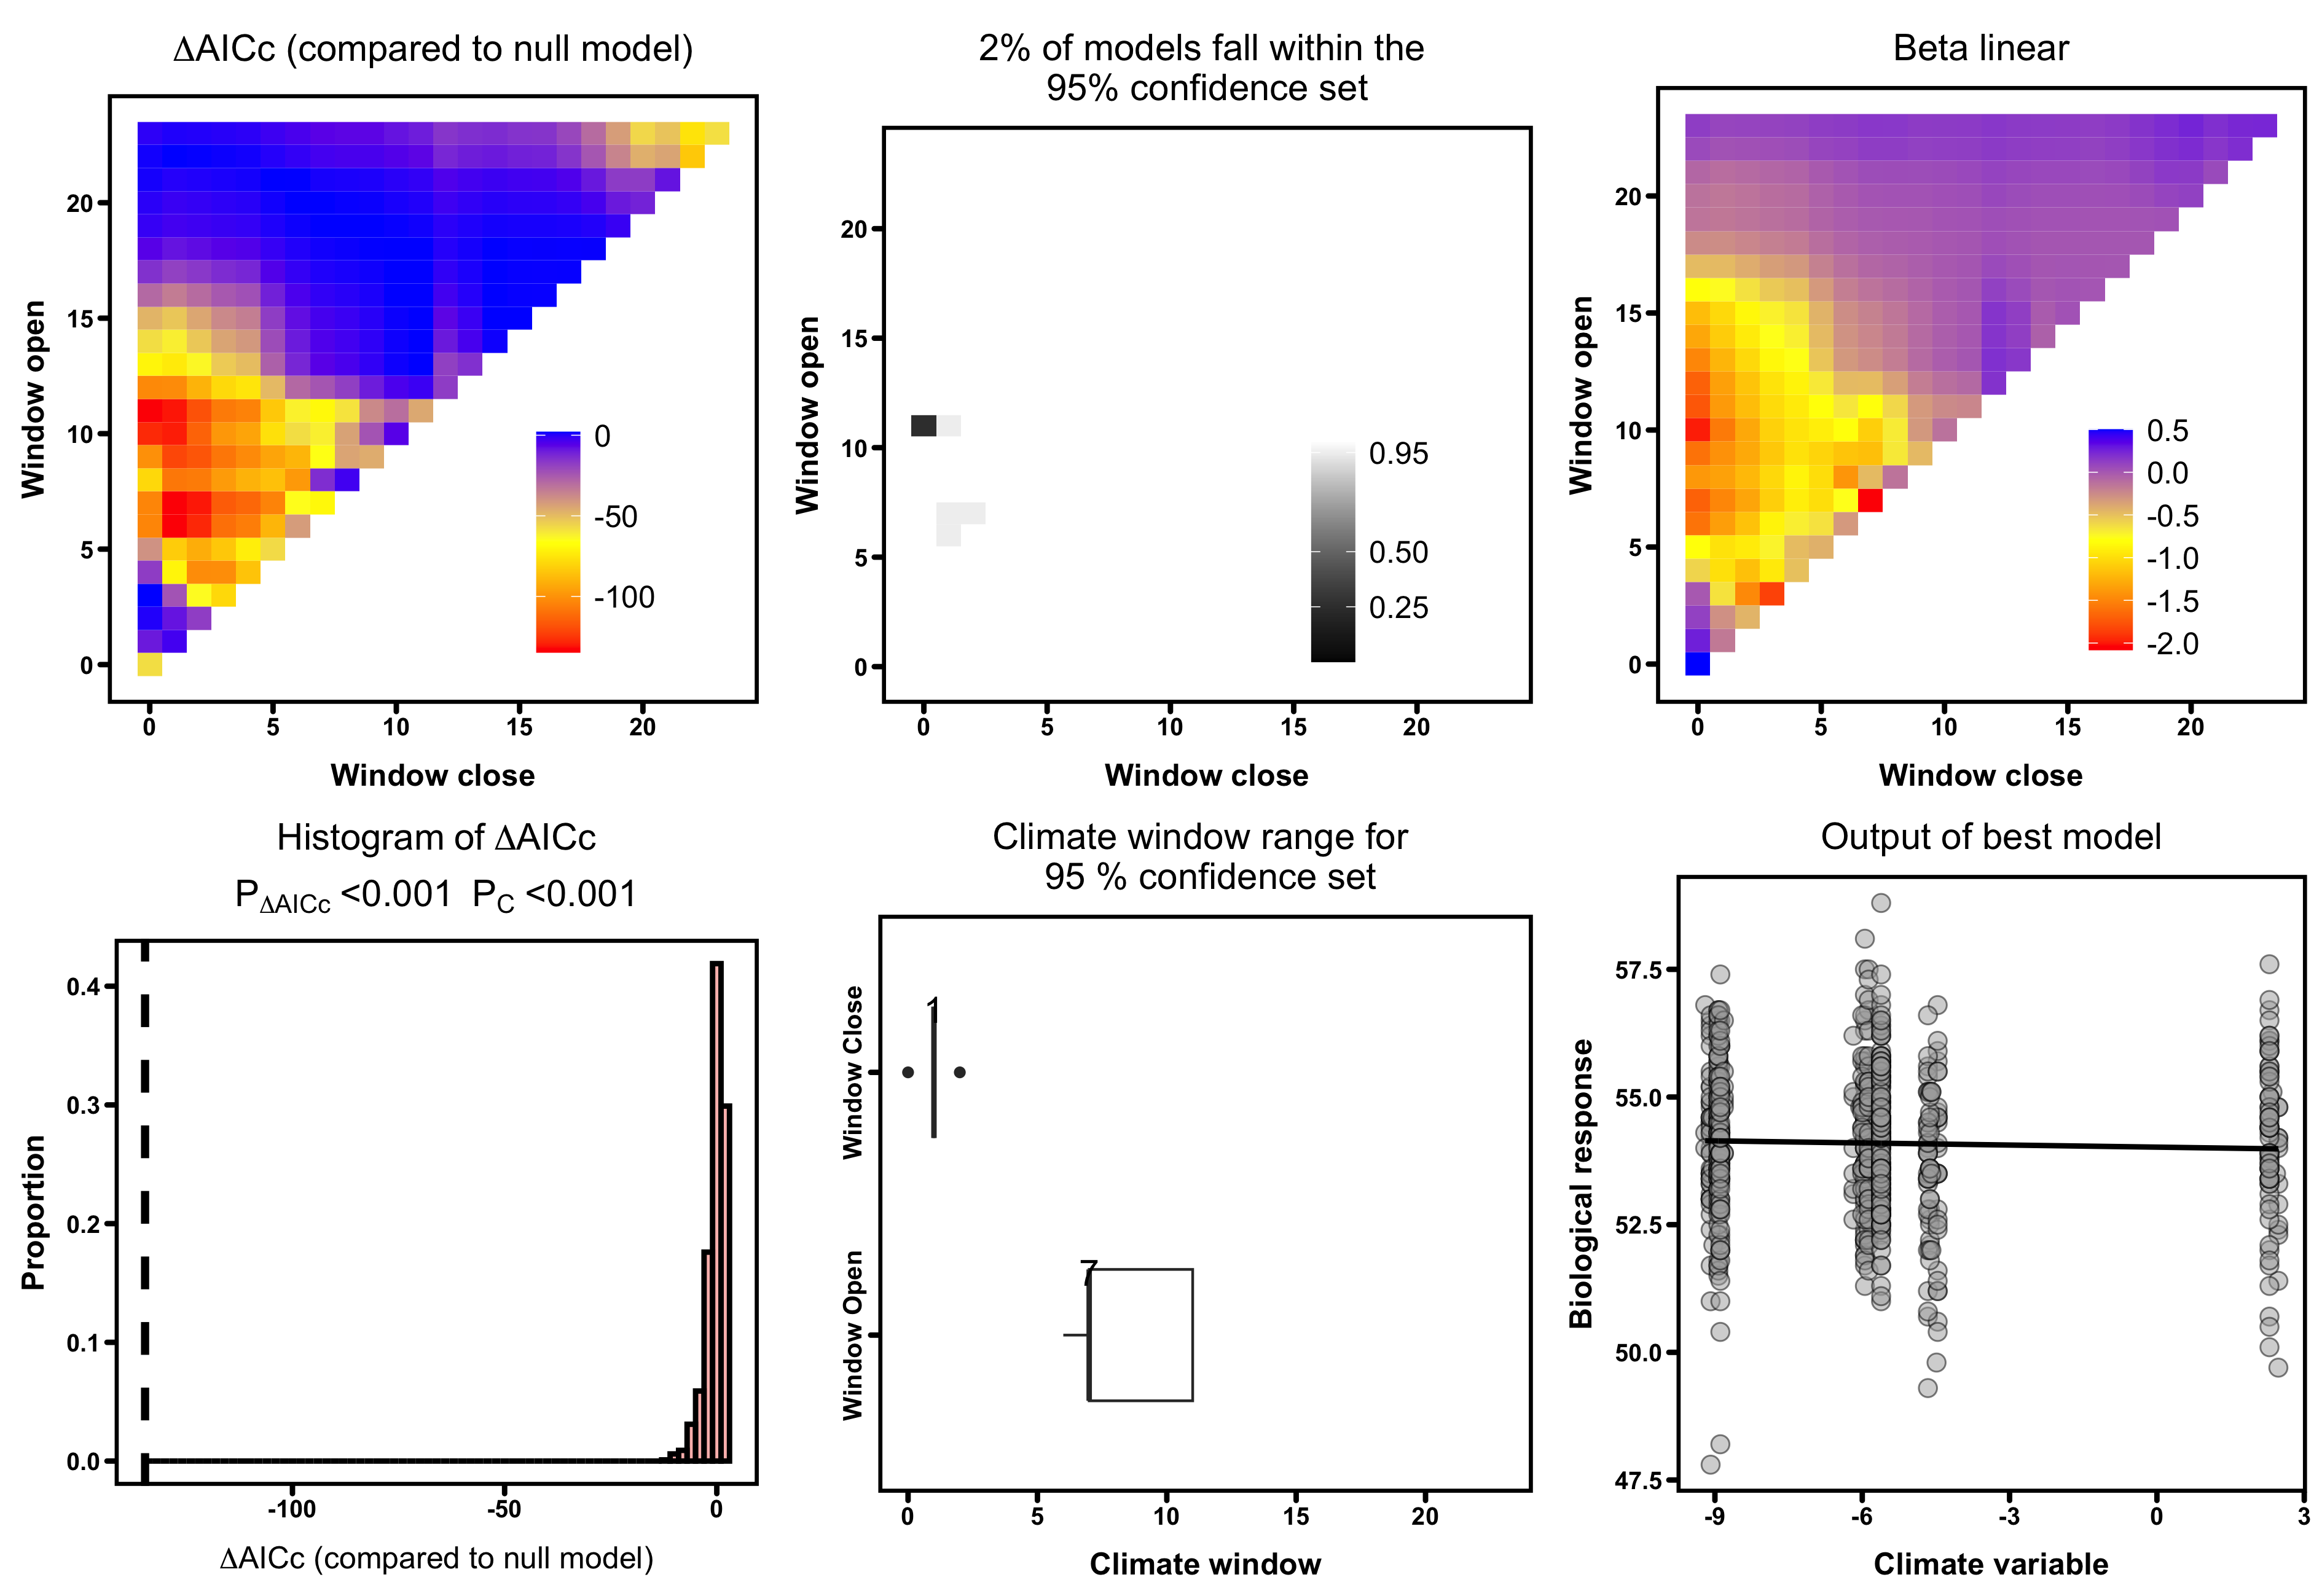 ΔAICc (compared to null model)
Window open
20
15
10
5
0
0
-50
-100
0 5 10 15 20
Window close
2% of models fall within the
95% confidence set
Window open
20
15
10
5
0
0.95
0.50
0.25
0 5 10 15 20
Window close
Beta linear
Window open
20
15
10
5
0
0.5
0.0
-0.5
-1.0
-1.5
-2.0
0 5 10 15 20
Window close
Histogram of ΔAICc
PΔAICc <0.001 PC <0.001
Proportion
0.4
0.3
0.2
0.1
0.0
-100 -50 0
ΔAICc (compared to null model)
Climate window range for
95 % confidence set
Window Close
1
Window Open
7
0 5 10 15 20
Climate window
Output of best model
Biological response
57.5
55.0
52.5
50.0
47.5
-9 -6 -3 0 3
Climate variable